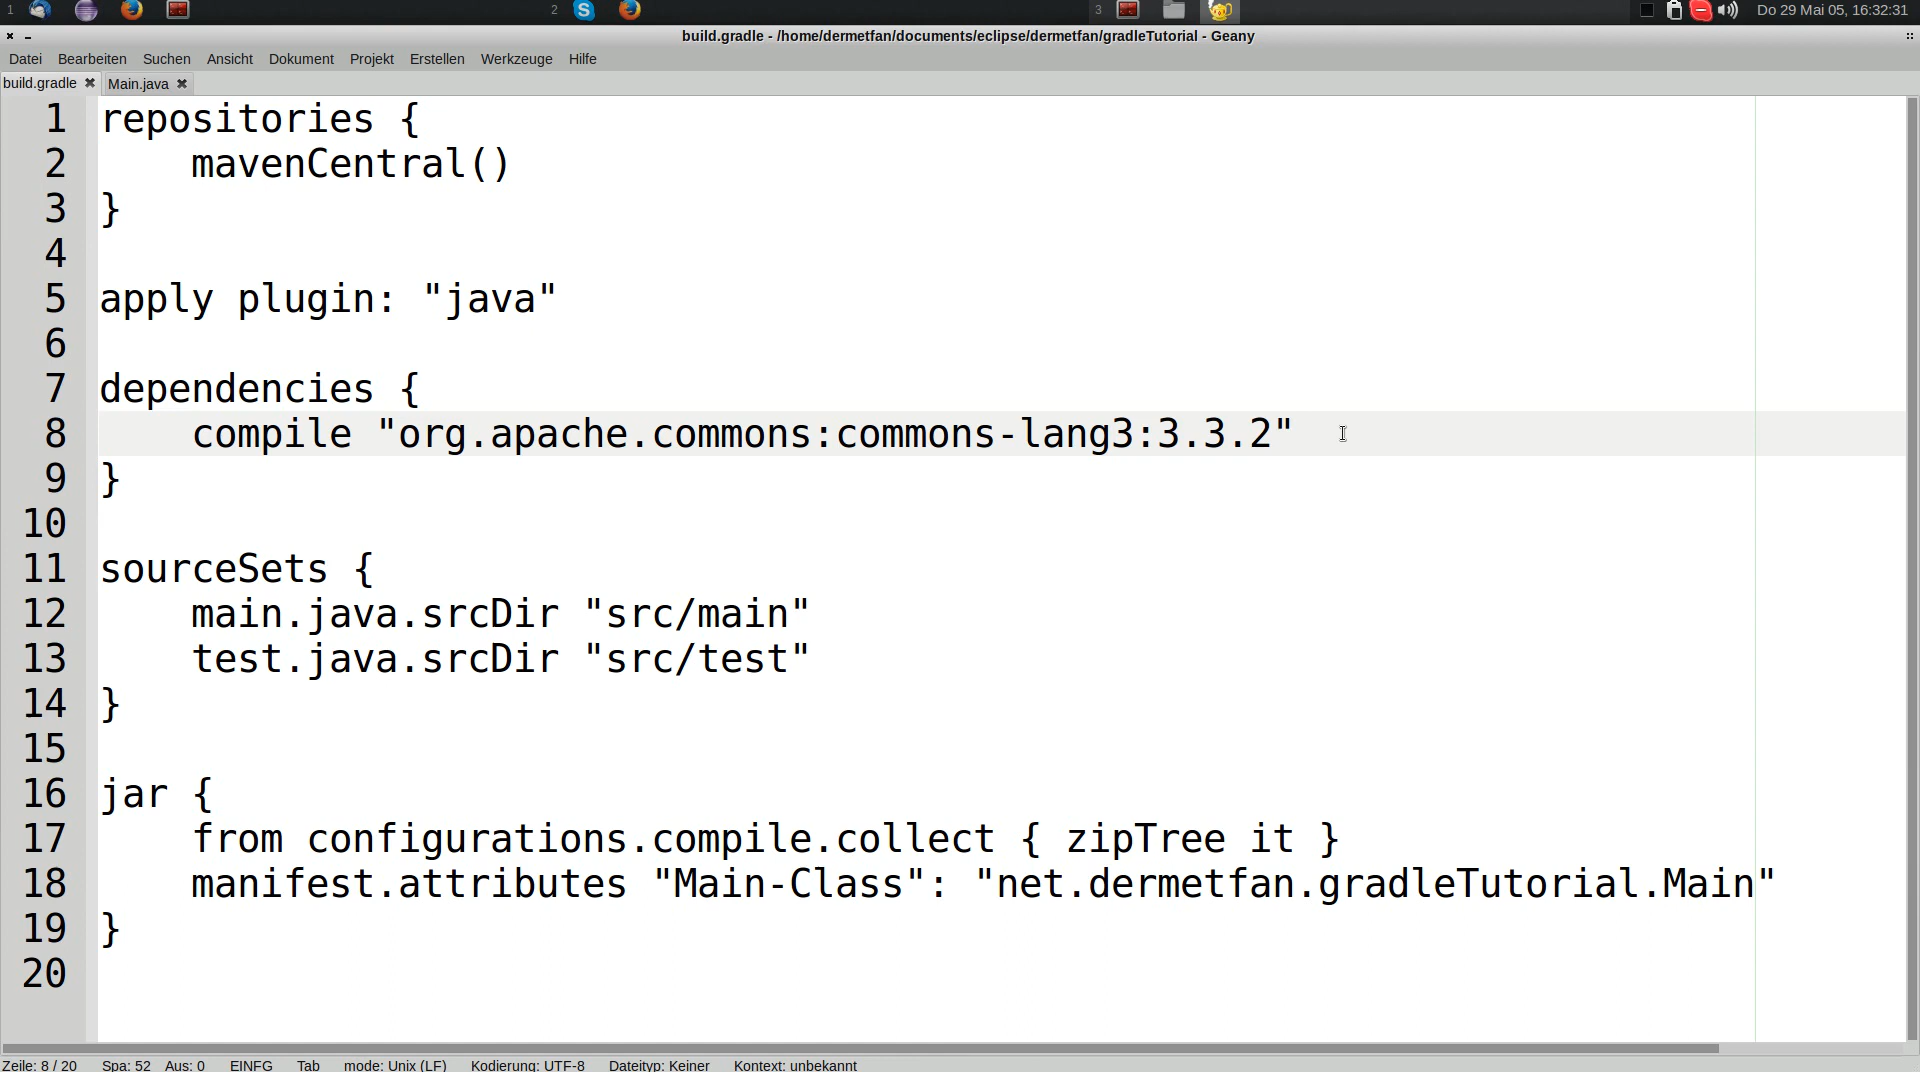 1 2 3 Do 29 Mai 05, 16:32:31
build.gradle - /home/dermetfan/documents/eclipse/dermetfan/gradleTutorial - Geany
Datei Bearbeiten Suchen Ansicht Dokument Projekt Erstellen Werkzeuge Hilfe
build.gradle Main.java
1 repositories {
2 mavenCentral()
3 }
4
5 apply plugin: "java"
6
7 dependencies {
8 compile "org.apache.commons:commons-lang3:3.3.2"
9 }
10
11 sourceSets {
12 main.java.srcDir "src/main"
13 test.java.srcDir "src/test"
14 }
15
16 jar {
17 from configurations.compile.collect { zipTree it }
18 manifest.attributes "Main-Class": "net.dermetfan.gradleTutorial.Main"
19 }
20
Zeile: 8 / 20 Spa: 52 Aus: 0 EINFG Tab mode: Unix (LF) Kodierung: UTF-8 Dateityp: Keiner Kontext: unbekannt